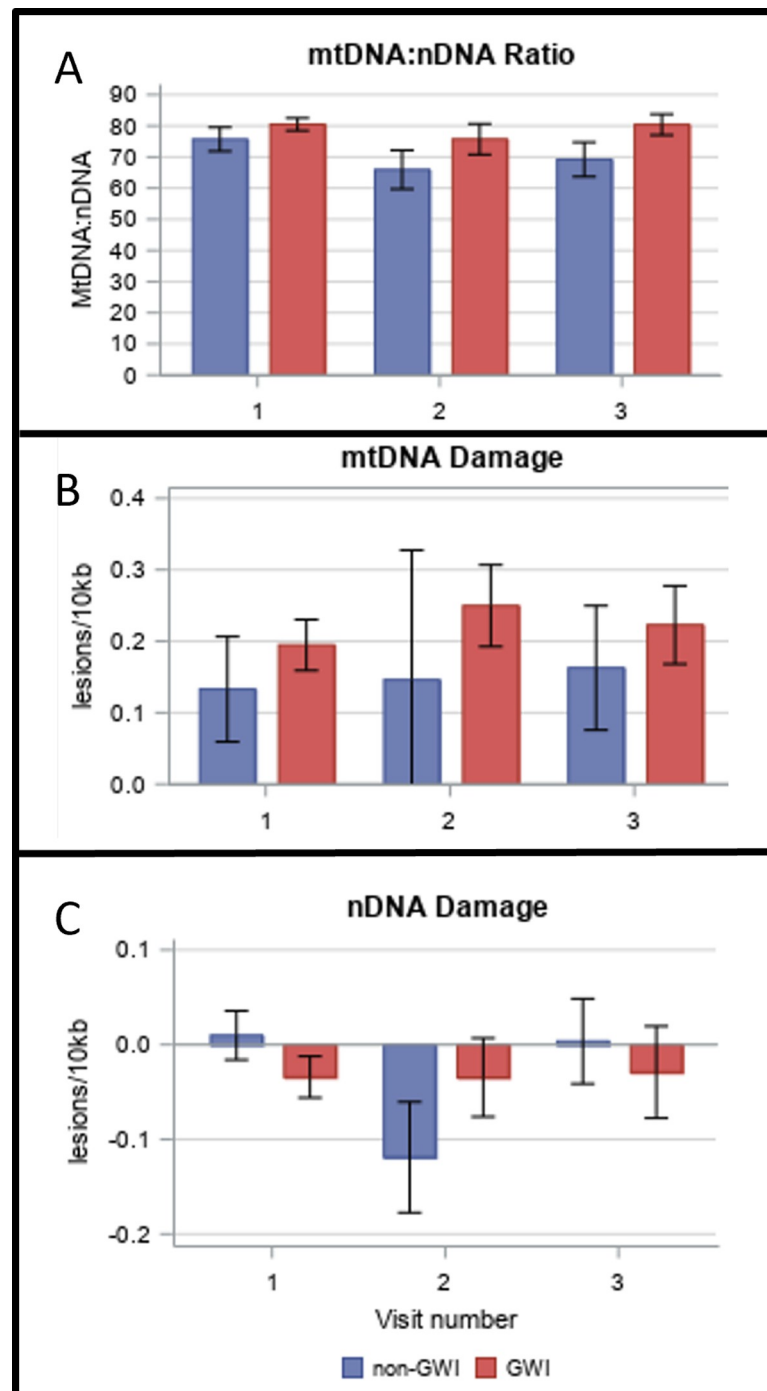 A
mtDNA:nDNA Ratio
MtDNA:nDNA
90
80
70
60
50
40
30
20
10
0
1 2 3
B
mtDNA Damage
lesions/10kb
0.4
0.3
0.2
0.1
0.0
1 2 3
C
nDNA Damage
lesions/10kb
0.1
0.0
-0.1
-0.2
1 2 3
Visit number
non-GWI GWI